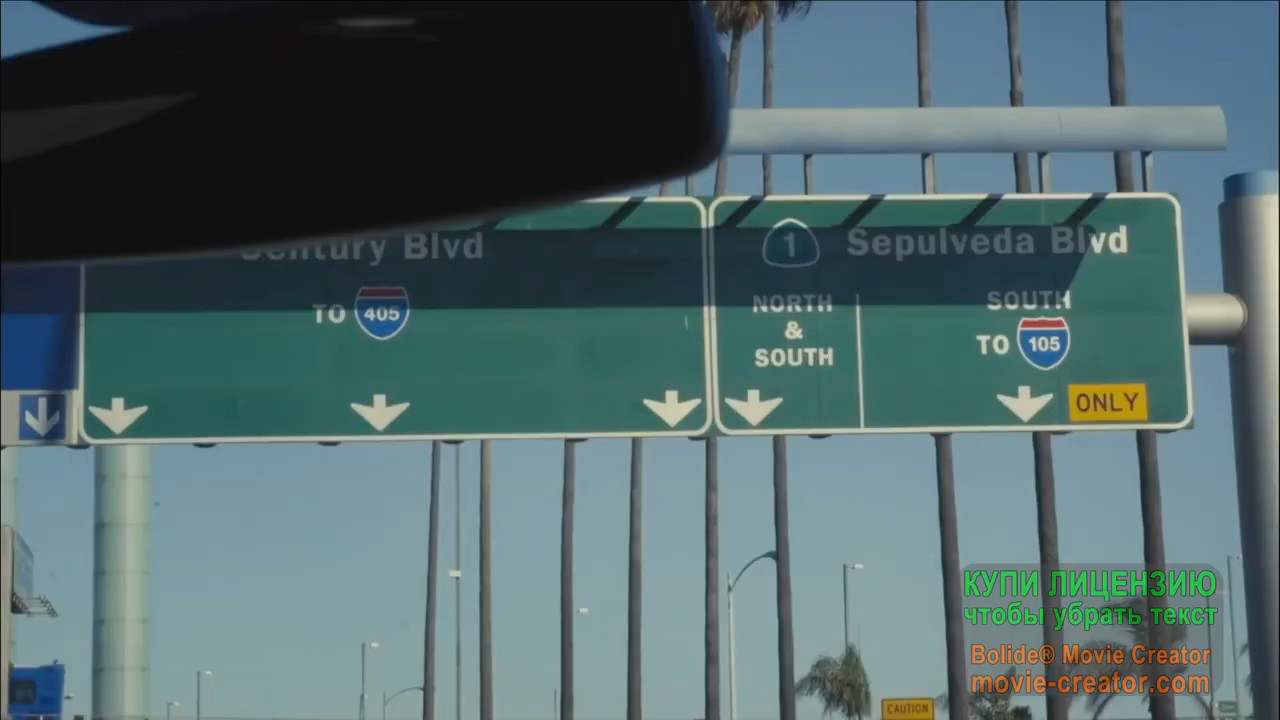 Century Blvd
TO 405
1 Sepulveda Blvd
NORTH
&
SOUTH
SOUTH
TO 105
ONLY
КУПИ ЛИЦЕНЗИЮ
чтобы убрать текст
Bolide® Movie Creator
movie-creator.com
CAUTION